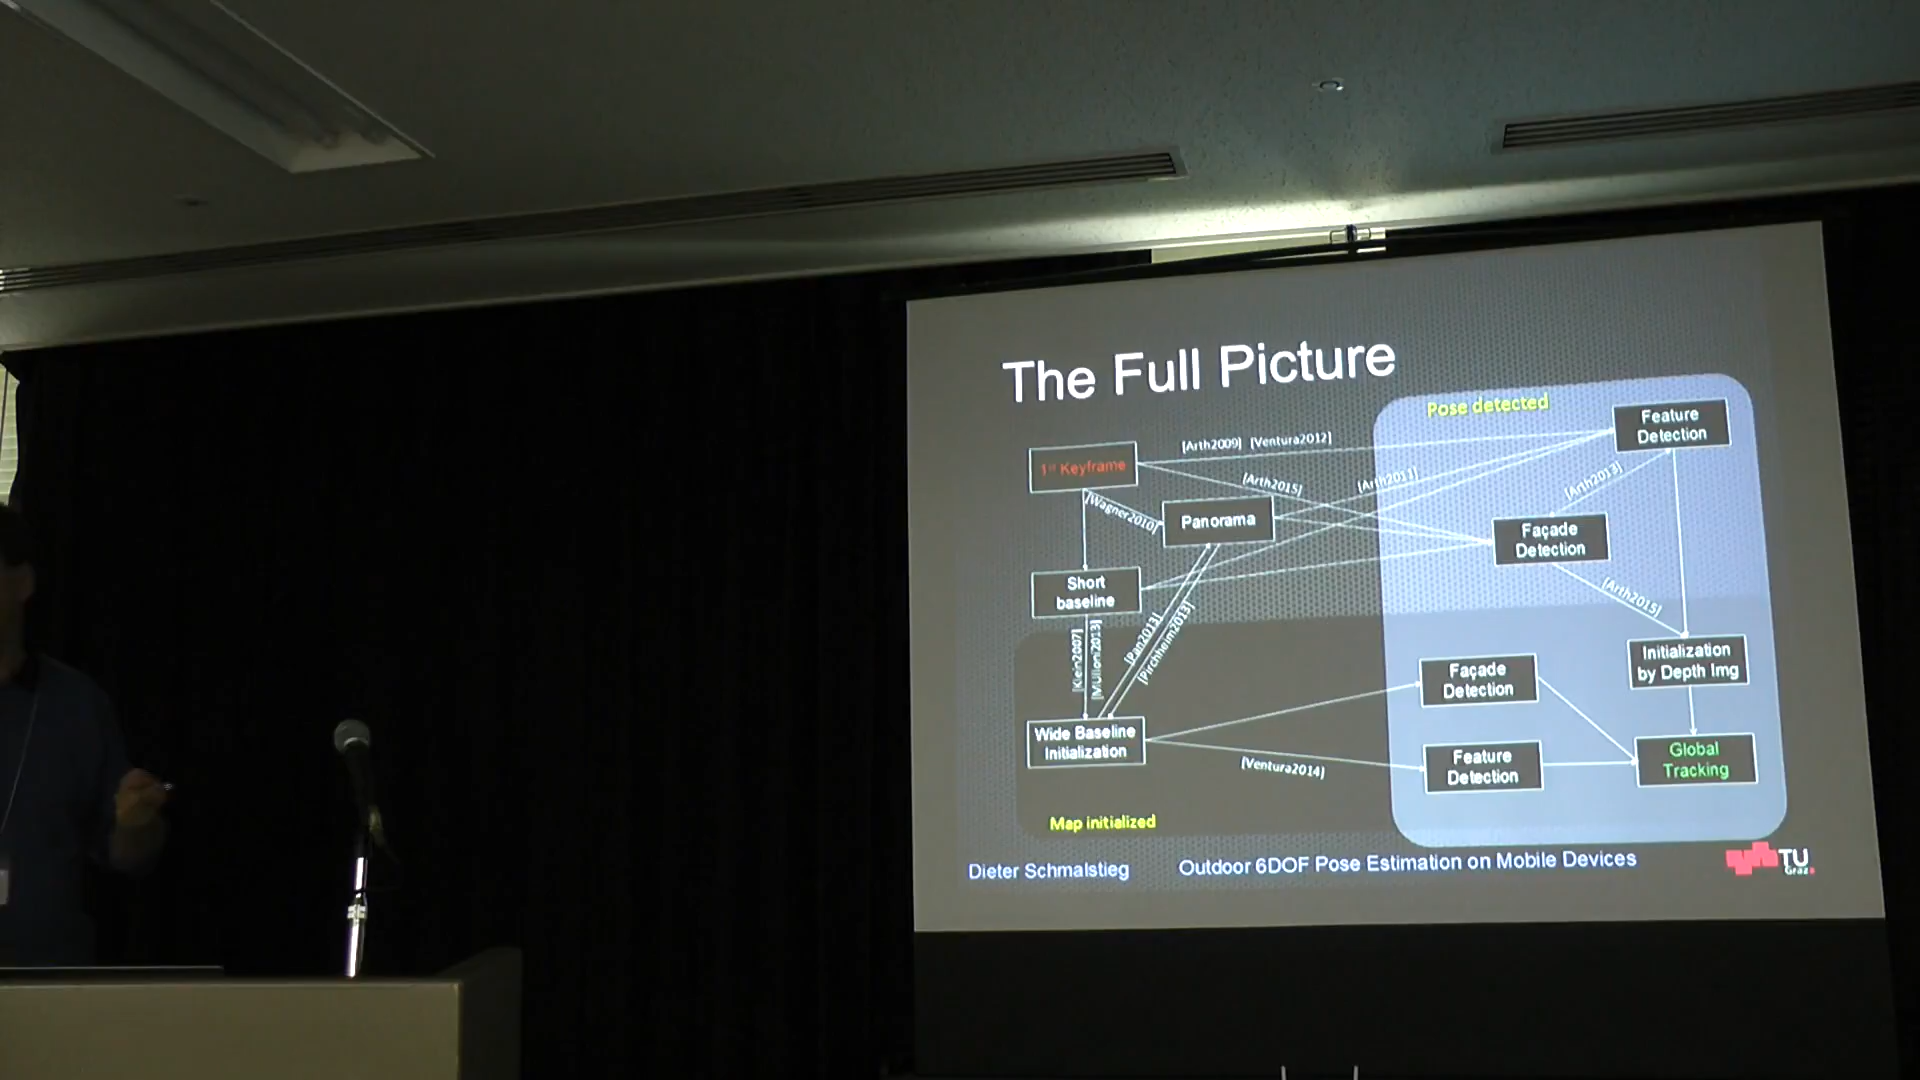 The Full Picture
Pose detected
Feature
Detection
[Arth2009] [Ventura2012]
1st Keyframe
[Arth2015]
[Arth2011]
[Arth2013]
[Wagner2010]
Panorama
Façade
Detection
Short
baseline
[Arth2015]
[Klein2007]
[Mulloni2013]
[Pan2013]
[Pirchheim2013]
Initialization
by Depth Img
Façade
Detection
Wide Baseline
Initialization
[Ventura2014]
Feature
Detection
Global
Tracking
Map initialized
Dieter Schmalstieg
Outdoor 6DOF Pose Estimation on Mobile Devices
TU
Graz